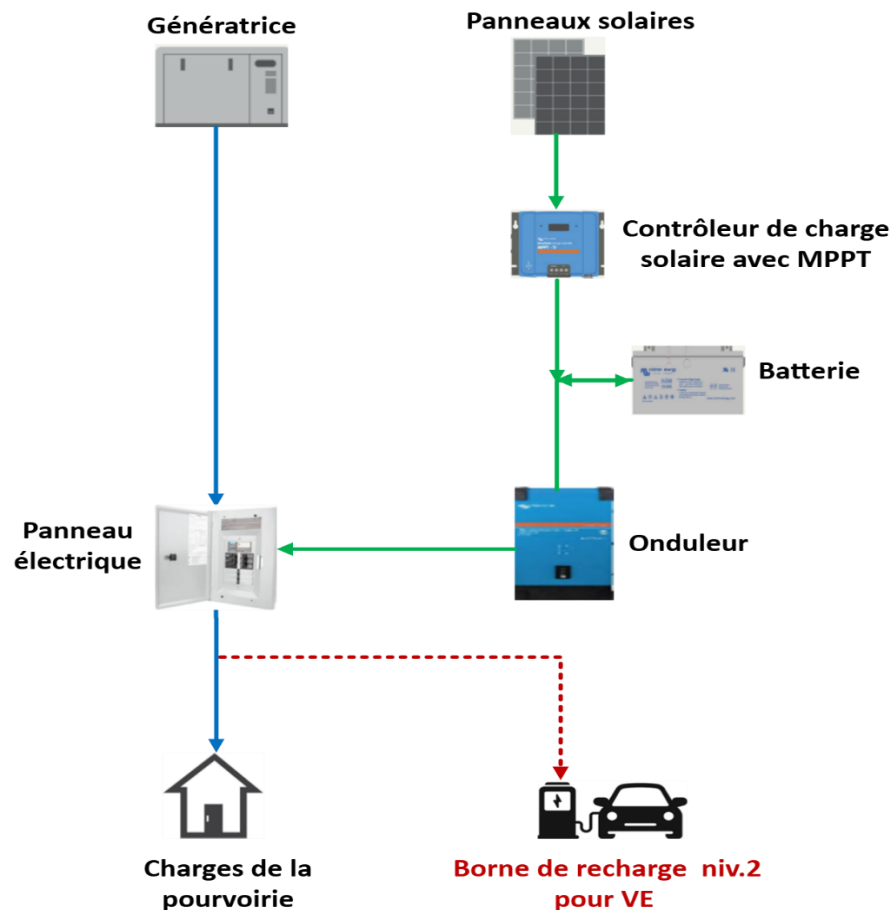 Génératrice
Panneaux solaires
Contrôleur de charge
solaire avec MPPT
Batterie
Panneau
électrique
Onduleur
Charges de la
pourvoirie
Borne de recharge niv.2
pour VE